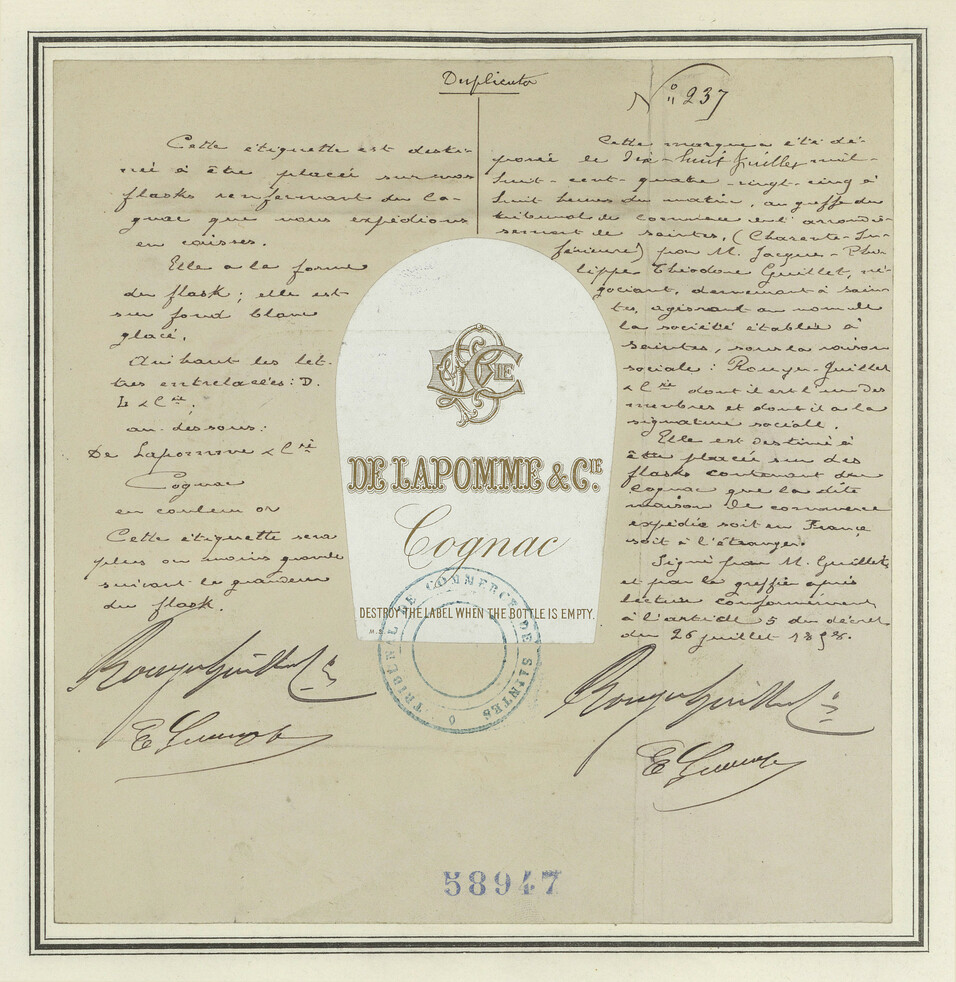 Duplicata
N° 237
Cette étiquette est desti-
née à être placée sur nos
flasks renfermant du co-
gnac que nous expédions
en caisses.
Elle a la forme
du flask ; elle est
sur fond blanc
glacé.
Au haut les let-
tres entrelacées : D.
L & Cie ;
au-dessous :
De Lapomme & Cie
Cognac
en couleur or
Cette étiquette sera
plus ou moins grande
suivant la grandeur
du flask.
Rouyer Guillet Cie
Cette marque a été dé-
posée le dix-huit Juillet mil-
huit-cent-quatre-vingt-cinq à
huit heures du matin, au greffe du
tribunal de commerce de l'arrondis-
sement de Saintes, (Charente-In-
férieure) par M. Jacques-Phi-
lippe Théodore Guillet, né-
gociant, demeurant à Sain-
tes, agissant au nom de
la société établie à
Saintes, sous la raison
sociale : Rouyer-Guillet
& Cie dont il est l'un des
membres et dont il a la
signature sociale.
Elle est destinée à
être placée sur des
flasks contenant du
cognac que la dite
maison de commerce
expédie soit en France
soit à l'étranger.
Signé par M. Guillet
et par le greffier après
lecture conformément
à l'article 5 du décret
du 26 juillet 1858.
Rouyer Guillet Cie
D L & CIE
DE LAPOMME & CIE.
Cognac
DESTROY THE LABEL WHEN THE BOTTLE IS EMPTY.
TRIBUNAL DE COMMERCE DE SAINTES
58947